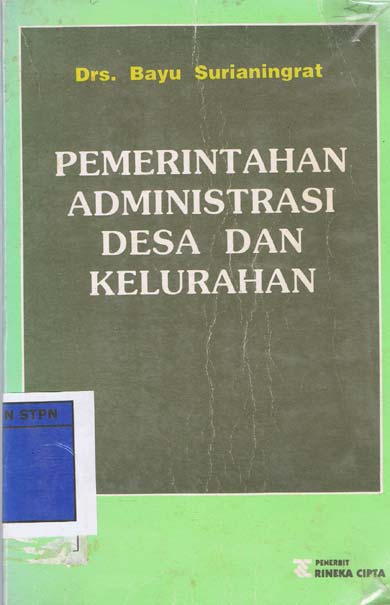 Drs. Bayu Surianingrat
PEMERINTAHAN
ADMINISTRASI
DESA DAN
KELURAHAN
N STPN
PENERBIT
RINEKA CIPTA